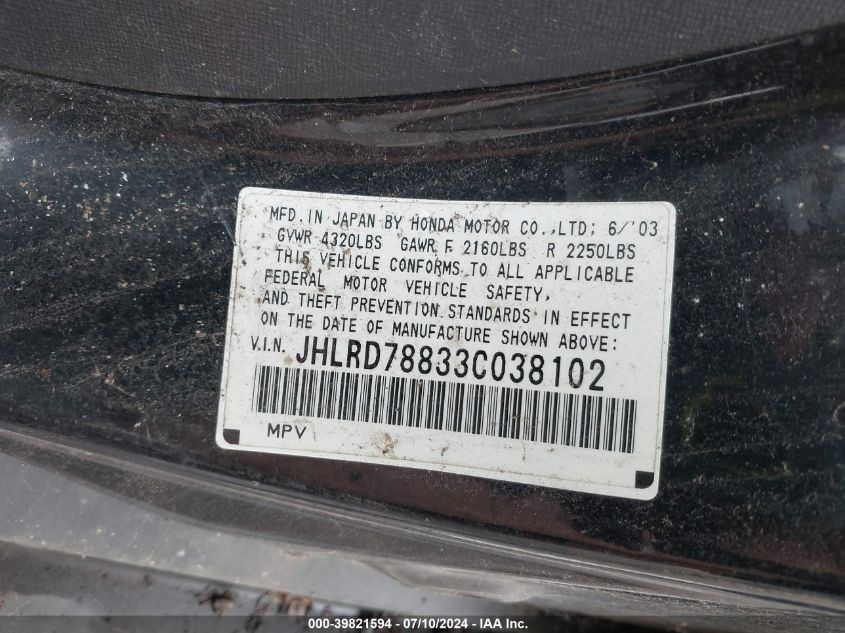 MFD. IN JAPAN BY HONDA MOTOR CO.,LTD; 6/'03
GVWR 4320LBS GAWR F 2160LBS R 2250LBS
THIS VEHICLE CONFORMS TO ALL APPLICABLE
FEDERAL MOTOR VEHICLE SAFETY,
AND THEFT PREVENTION STANDARDS IN EFFECT
ON THE DATE OF MANUFACTURE SHOWN ABOVE:
V.I.N. JHLRD78833C038102
MPV
000-39821594 - 07/10/2024 - IAAI.COM